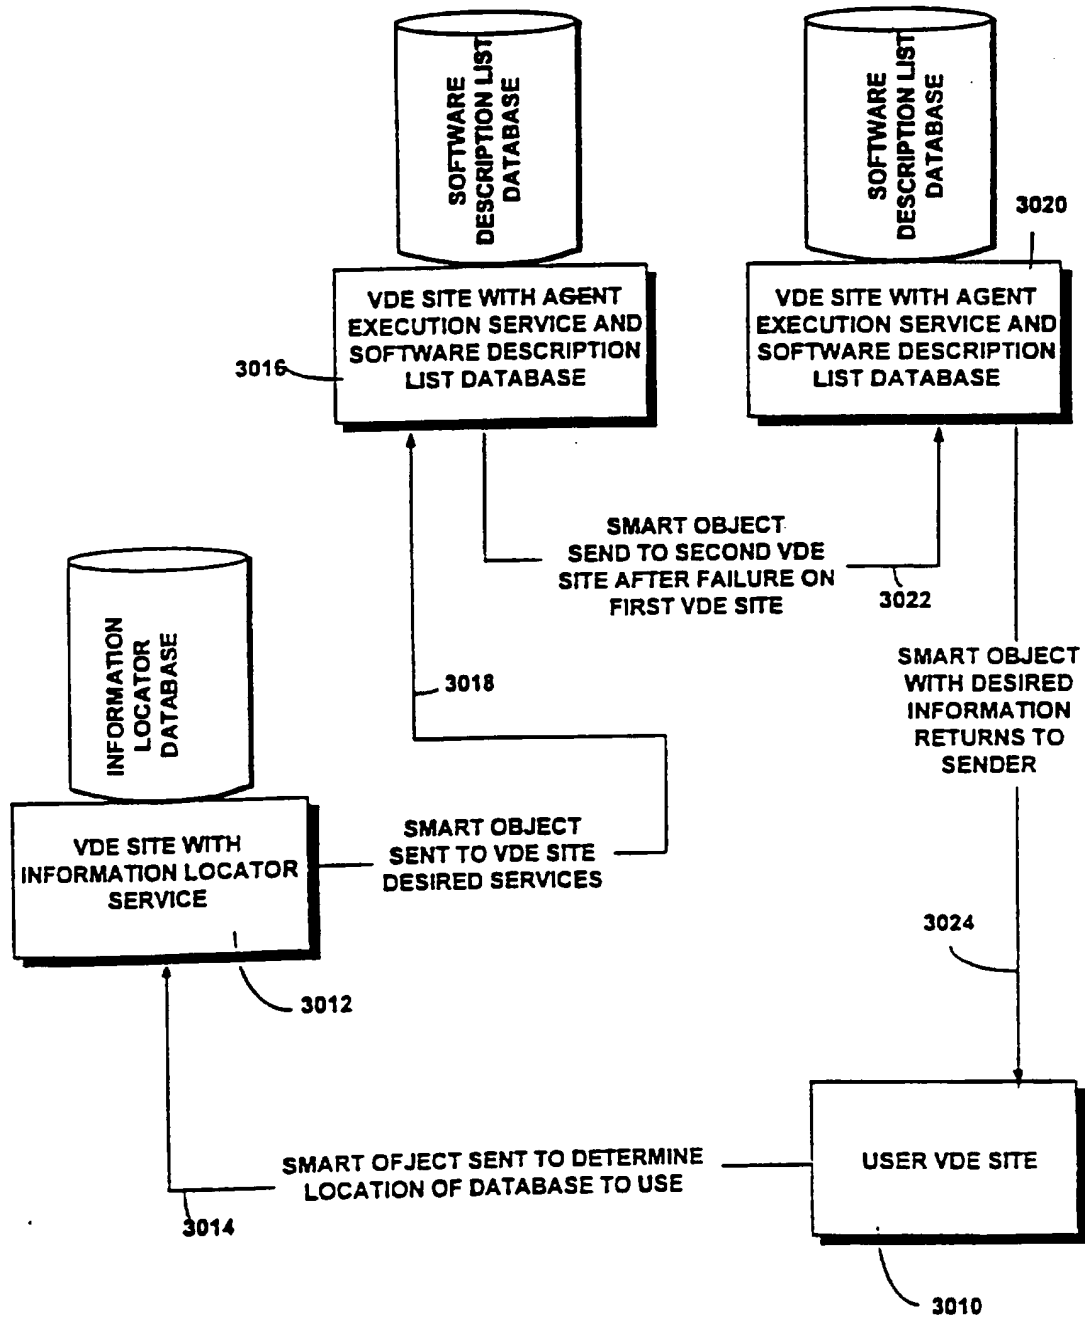 SOFTWARE
DESCRIPTION LIST
DATABASE
SOFTWARE
DESCRIPTION LIST
DATABASE
3020
VDE SITE WITH AGENT
EXECUTION SERVICE AND
SOFTWARE DESCRIPTION
LIST DATABASE
3016
VDE SITE WITH AGENT
EXECUTION SERVICE AND
SOFTWARE DESCRIPTION
LIST DATABASE
SMART OBJECT
SEND TO SECOND VDE
SITE AFTER FAILURE ON
FIRST VDE SITE
3022
INFORMATION
LOCATOR
DATABASE
3018
SMART OBJECT
WITH DESIRED
INFORMATION
RETURNS TO
SENDER
VDE SITE WITH
INFORMATION LOCATOR
SERVICE
SMART OBJECT
SENT TO VDE SITE
DESIRED SERVICES
3024
3012
SMART OFJECT SENT TO DETERMINE
LOCATION OF DATABASE TO USE
USER VDE SITE
3014
3010